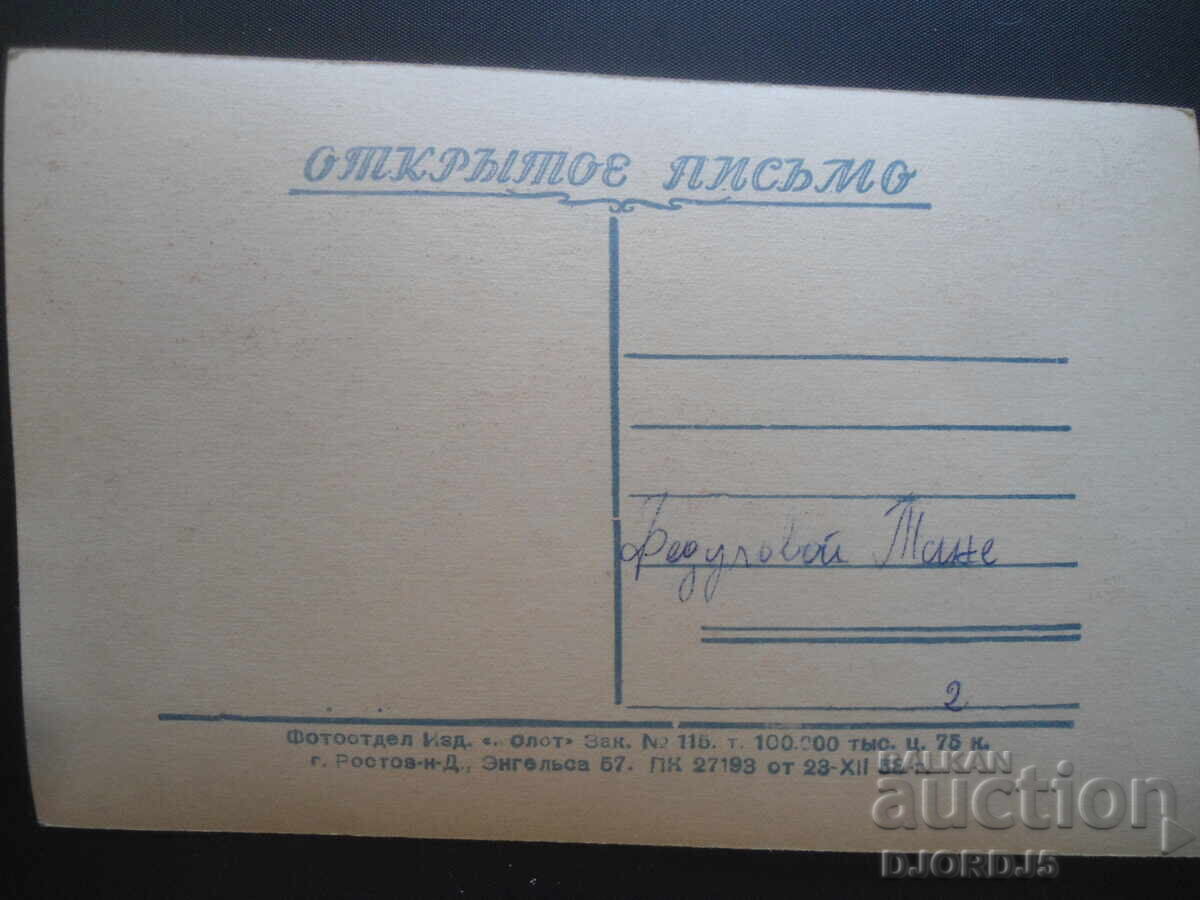 ОТКРЫТОЕ ПИСЬМО
Федуловой Тане
2
Фотоотдел Изд. Зак. № 115. т. 100.000 тыс. ц. 75 к.
г. Ростов-н-Д., Энгельса 57. ПК 27193 от 23-XII
BALKAN
auction
DJORDJ5